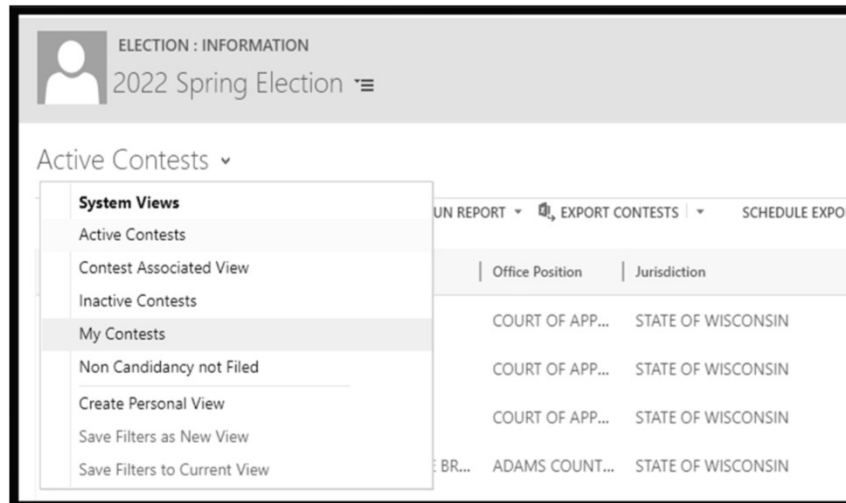 ELECTION : INFORMATION
2022 Spring Election
Active Contests
System Views
Active Contests
Contest Associated View
Inactive Contests
My Contests
Non Candidancy not Filed
Create Personal View
Save Filters as New View
Save Filters to Current View
UN REPORT EXPORT CONTESTS SCHEDULE EXPO
Office Position Jurisdiction
COURT OF APP... STATE OF WISCONSIN
COURT OF APP... STATE OF WISCONSIN
COURT OF APP... STATE OF WISCONSIN
BR... ADAMS COUNT... STATE OF WISCONSIN